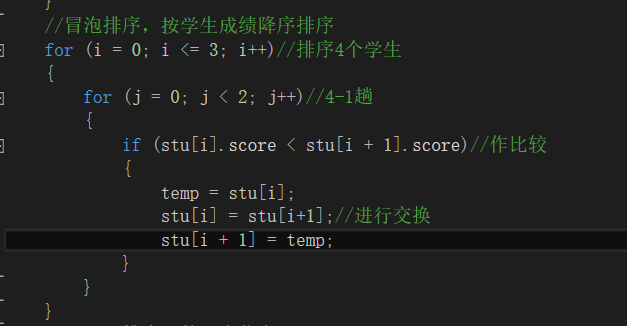 }
//冒泡排序，按学生成绩降序排序
for (i = 0; i <= 3; i++)//排序4个学生
{
for (j = 0; j < 2; j++)//4-1趟
{
if (stu[i].score < stu[i + 1].score)//作比较
{
temp = stu[i];
stu[i] = stu[i+1];//进行交换
stu[i + 1] = temp;
}
}
}